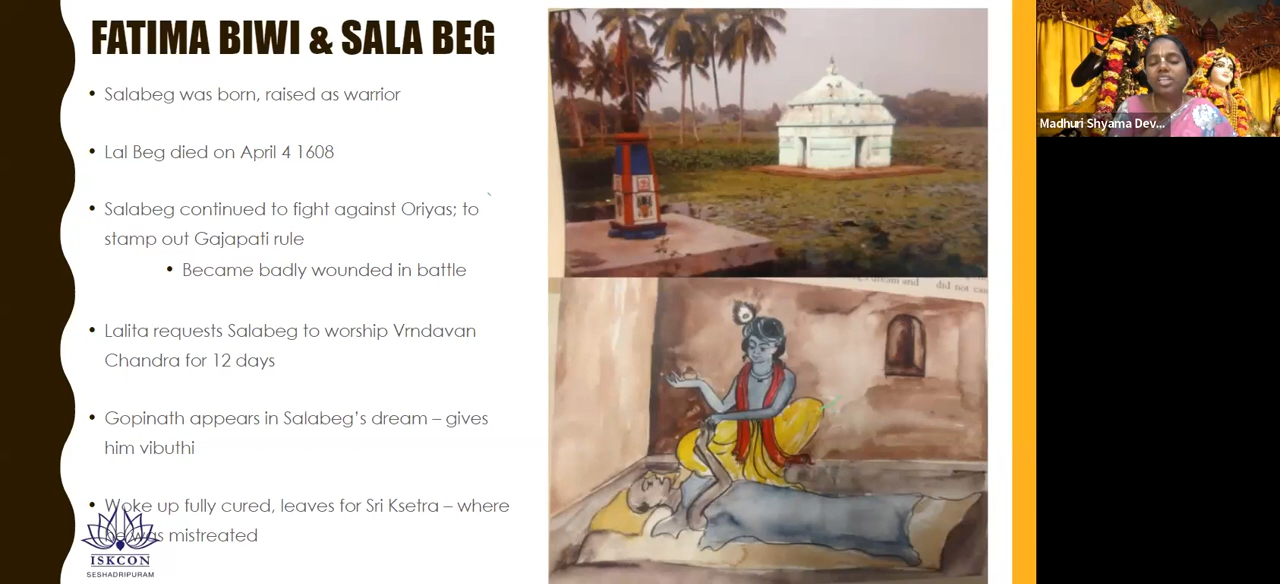 FATIMA BIWI & SALA BEG
• Salabeg was born, raised as warrior
• Lal Beg died on April 4 1608
• Salabeg continued to fight against Oriyas; to
stamp out Gajapati rule
• Became badly wounded in battle
• Lalita requests Salabeg to worship Vrndavan
Chandra for 12 days
• Gopinath appears in Salabeg's dream – gives
him vibuthi
• Woke up fully cured, leaves for Sri Ksetra – where
was mistreated
ISKCON
SESHADRIPURAM
and
did not
Madhuri Shyama Dev...